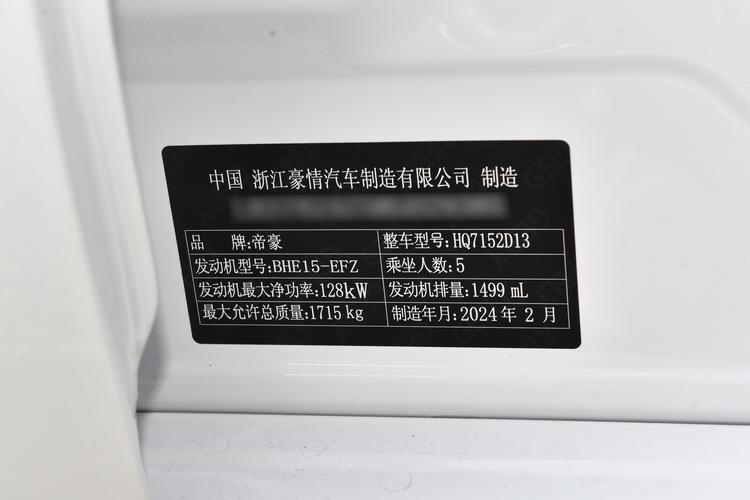 中国 浙江豪情汽车制造有限公司 制造
品 牌:帝豪 整车型号:HQ7152D13
发动机型号:BHE15-EFZ 乘坐人数:5
发动机最大净功率:128kW 发动机排量:1499 mL
最大允许总质量:1715 kg 制造年月:2024 年 2 月